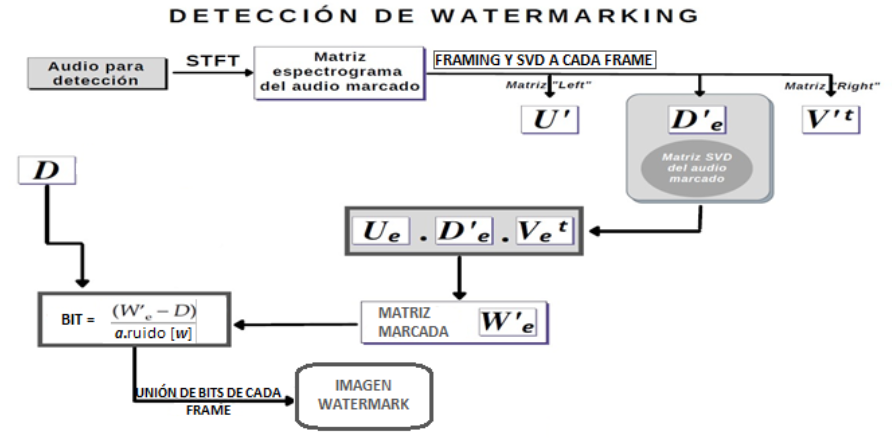 DETECCIÓN DE WATERMARKING
Audio para
detección
STFT
Matriz
espectrograma
del audio marcado
FRAMING Y SVD A CADA FRAME
Matriz "Left"
Matriz "Right"
U'
D'e
V't
Matriz SVD
del audio
marcado
D
Ue . D'e . Vet
BIT = (W'e – D)
a.ruido [w]
MATRIZ
MARCADA
W'e
UNIÓN DE BITS DE CADA
FRAME
IMAGEN
WATERMARK